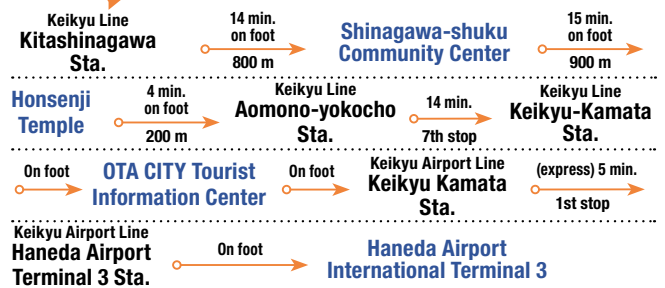 Keikyu Line
Kitashinagawa
Sta.
14 min.
on foot
800 m
Shinagawa-shuku
Community Center
15 min.
on foot
900 m
Honsenji
Temple
4 min.
on foot
200 m
Keikyu Line
Aomono-yokocho
Sta.
14 min.
7th stop
Keikyu Line
Keikyu-Kamata
Sta.
On foot
OTA CITY Tourist
Information Center
On foot
Keikyu Airport Line
Keikyu Kamata
Sta.
(express) 5 min.
1st stop
Keikyu Airport Line
Haneda Airport
Terminal 3 Sta.
On foot
Haneda Airport
International Terminal 3